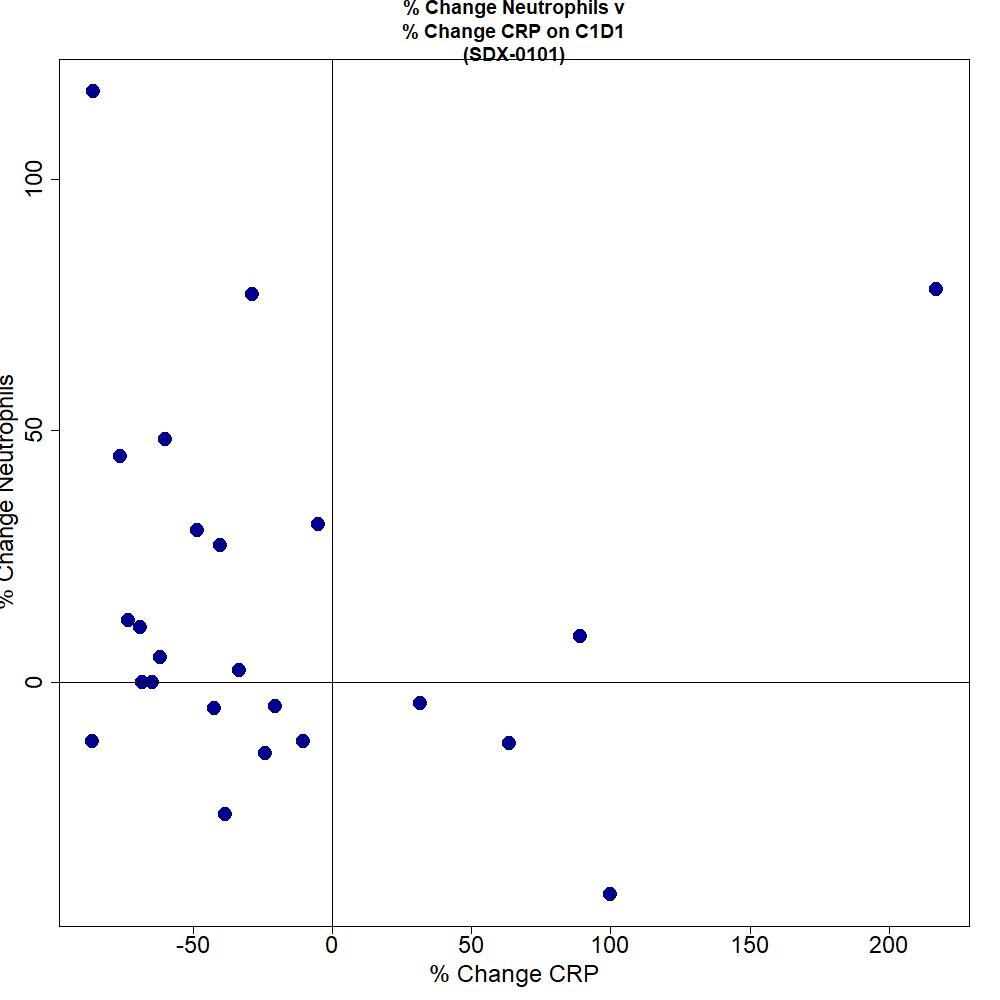 % Change Neutrophils v
% Change CRP on C1D1
(SDX-0101)
100
50
0
% Change Neutrophils
-50 0 50 100 150 200
% Change CRP